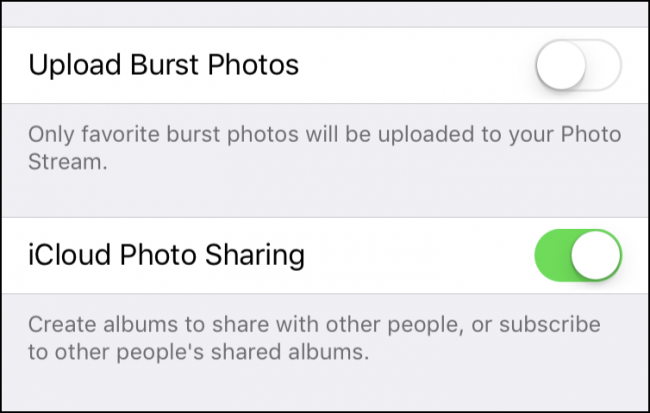 Upload Burst Photos
Only favorite burst photos will be uploaded to your Photo
Stream.
iCloud Photo Sharing
Create albums to share with other people, or subscribe
to other people's shared albums.